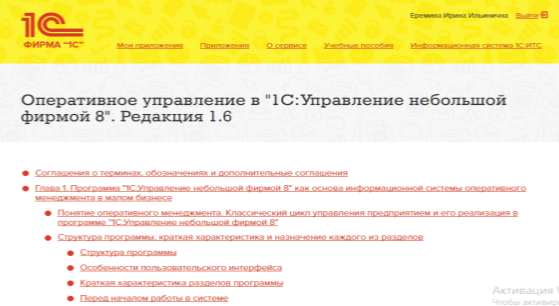 1С
ФИРМА "1С"
Еремина Ирина Ильинична Выйти
Мои приложения Приложения О сервисе Учебные пособия Информационная система 1С:ИТС
Оперативное управление в "1С:Управление небольшой
фирмой 8". Редакция 1.6
Соглашения о терминах, обозначениях и дополнительные соглашения
Глава 1. Программа "1С:Управление небольшой фирмой 8" как основа информационной системы оперативного
менеджмента в малом бизнесе
Понятие оперативного менеджмента. Классический цикл управления предприятием и его реализация в
программе "1С:Управление небольшой фирмой 8"
Структура программы, краткая характеристика и назначение каждого из разделов
Структура программы
Особенности пользовательского интерфейса
Краткая характеристика разделов программы
Перед началом работы в системе
Активация
Чтобы